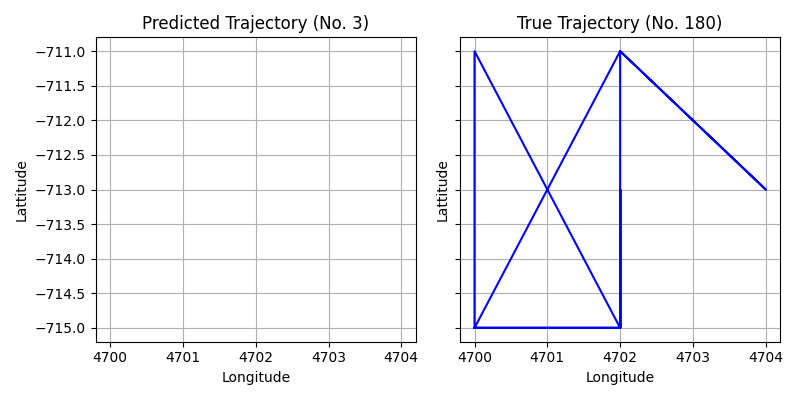 Predicted Trajectory (No. 3)
True Trajectory (No. 180)
−711.0
−711.5
−712.0
−712.5
−713.0
−713.5
−714.0
−714.5
−715.0
Lattitude
Lattitude
4700 4701 4702 4703 4704
4700 4701 4702 4703 4704
Longitude
Longitude